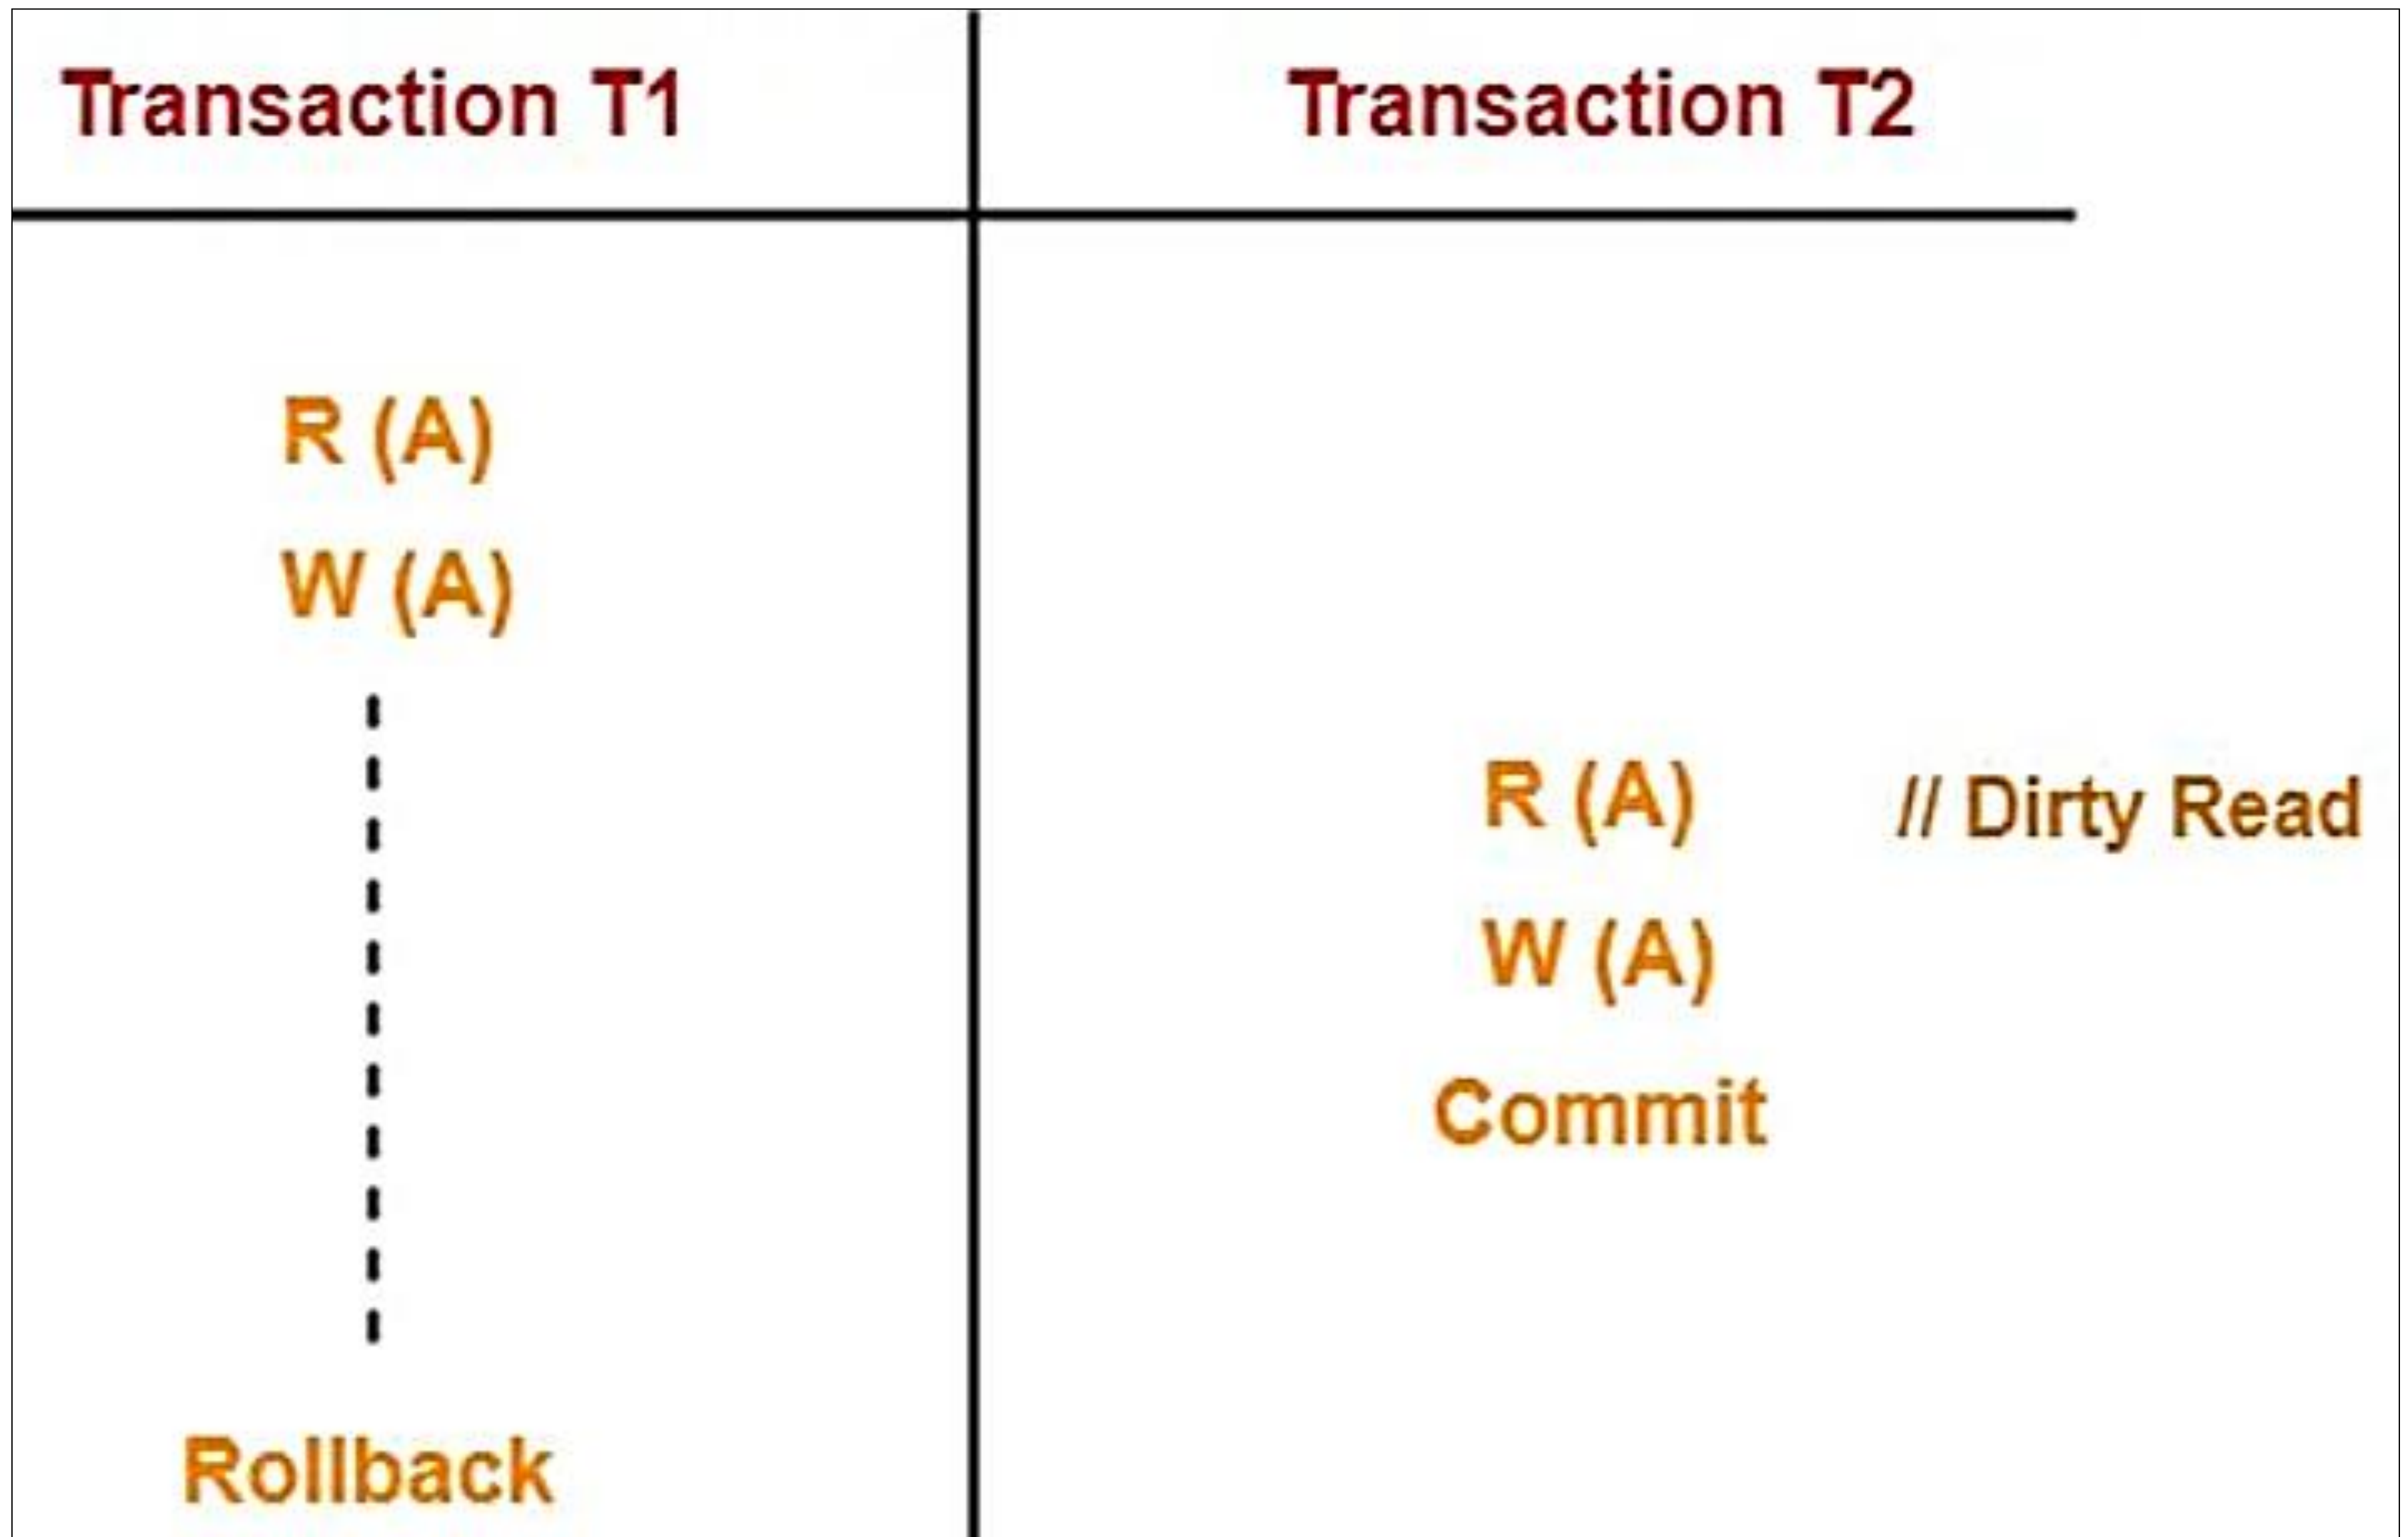 Transaction T1 Transaction T2
R (A)
W (A)
R (A) // Dirty Read
W (A)
Commit
Rollback